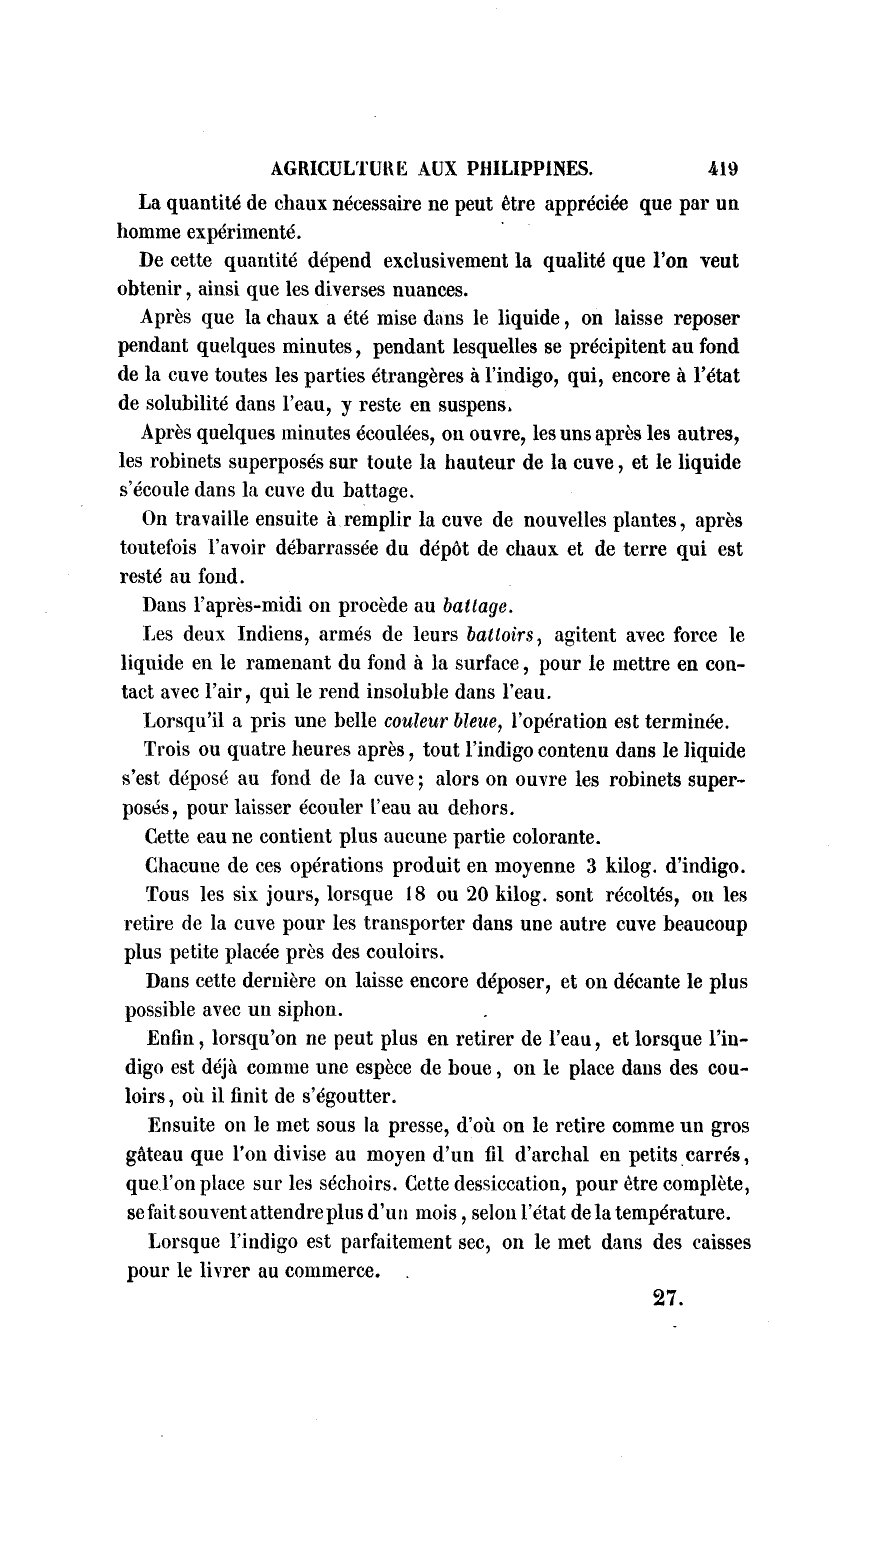 AGRICULTURE AUX PHILIPPINES. 419
La quantité de chaux nécessaire ne peut être appréciée que par un
homme expérimenté.
De cette quantité dépend exclusivement la qualité que l'on veut
obtenir, ainsi que les diverses nuances.
Après que la chaux a été mise dans le liquide, on laisse reposer
pendant quelques minutes, pendant lesquelles se précipitent au fond
de la cuve toutes les parties étrangères à l'indigo, qui, encore à l'état
de solubilité dans l'eau, y reste en suspens.
Après quelques minutes écoulées, on ouvre, les uns après les autres,
les robinets superposés sur toute la hauteur de la cuve, et le liquide
s'écoule dans la cuve du battage.
On travaille ensuite à remplir la cuve de nouvelles plantes, après
toutefois l'avoir débarrassée du dépôt de chaux et de terre qui est
resté au fond.
Dans l'après-midi on procède au battage.
Les deux Indiens, armés de leurs battoirs, agitent avec force le
liquide en le ramenant du fond à la surface, pour le mettre en con-
tact avec l'air, qui le rend insoluble dans l'eau.
Lorsqu'il a pris une belle couleur bleue, l'opération est terminée.
Trois ou quatre heures après, tout l'indigo contenu dans le liquide
s'est déposé au fond de la cuve; alors on ouvre les robinets super-
posés, pour laisser écouler l'eau au dehors.
Cette eau ne contient plus aucune partie colorante.
Chacune de ces opérations produit en moyenne 3 kilog. d'indigo.
Tous les six jours, lorsque 18 ou 20 kilog. sont récoltés, on les
retire de la cuve pour les transporter dans une autre cuve beaucoup
plus petite placée près des couloirs.
Dans cette dernière on laisse encore déposer, et on décante le plus
possible avec un siphon.
Enfin, lorsqu'on ne peut plus en retirer de l'eau, et lorsque l'in-
digo est déjà comme une espèce de boue, on le place dans des cou-
loirs, où il finit de s'égoutter.
Ensuite on le met sous la presse, d'où on le retire comme un gros
gâteau que l'on divise au moyen d'un fil d'archal en petits carrés,
que l'on place sur les séchoirs. Cette dessiccation, pour être complète,
se fait souvent attendre plus d'un mois, selon l'état de la température.
Lorsque l'indigo est parfaitement sec, on le met dans des caisses
pour le livrer au commerce.
27.